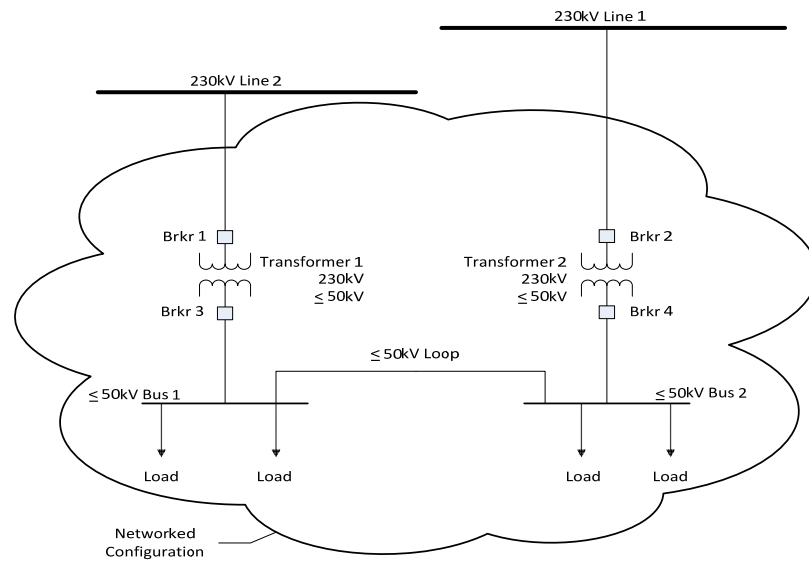 230kV Line 1
230kV Line 2
Brkr 1
Transformer 1
230kV
≤ 50kV
Brkr 3
Transformer 2
230kV
≤ 50kV
Brkr 2
Brkr 4
≤ 50kV Loop
≤ 50kV Bus 1
≤ 50kV Bus 2
Load
Load
Load
Load
Networked
Configuration